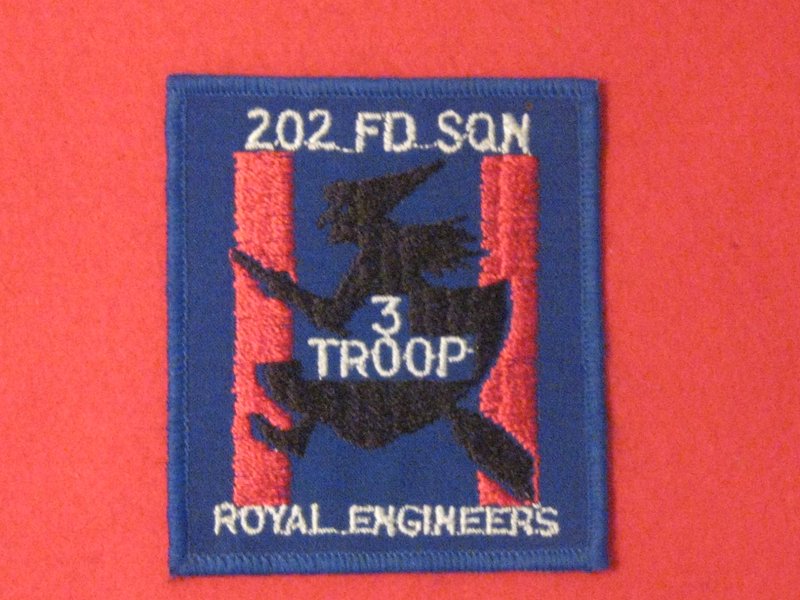 202 FD SQN
3
TROOP
ROYAL ENGINEERS